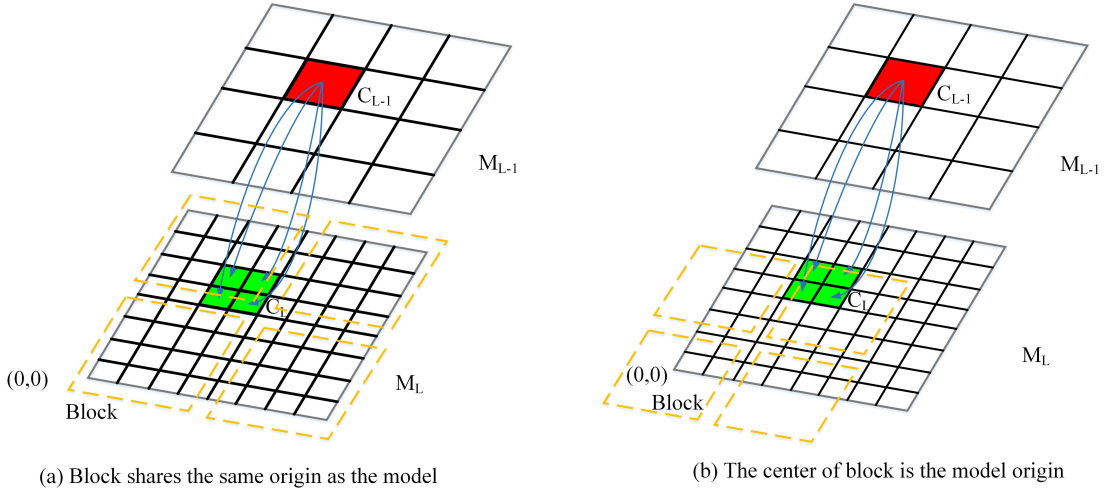 C_{L-1}
C_{L-1}
M_{L-1}
M_{L-1}
C_L
C_L
M_L
M_L
(0,0)
(0,0)
Block
Block
(a) Block shares the same origin as the model
(b) The center of block is the model origin